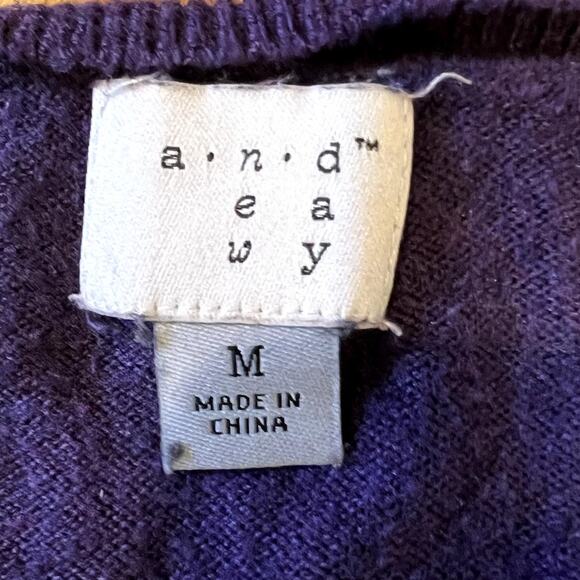 a · n · d™
e a
w y
M
MADE IN
CHINA